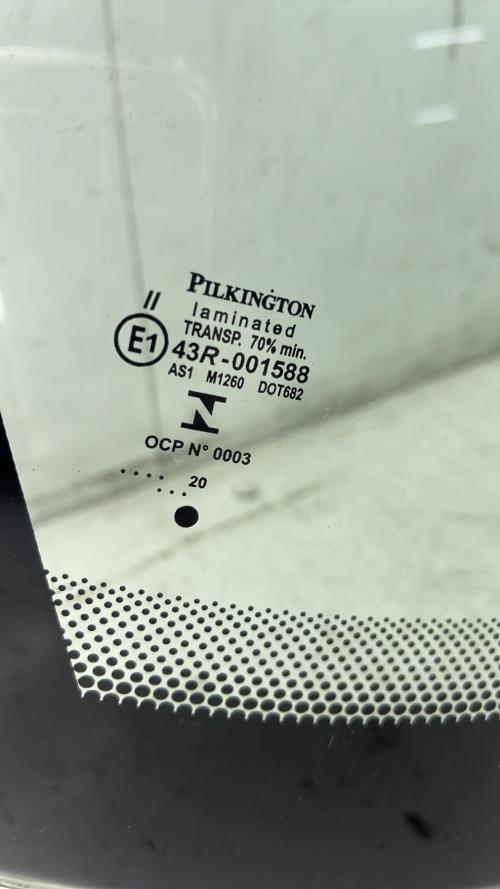 PILKINGTON
II
laminated
TRANSP. 70% min.
E1 43R-001588
AS1 M1260 DOT682
OCP N° 0003
20